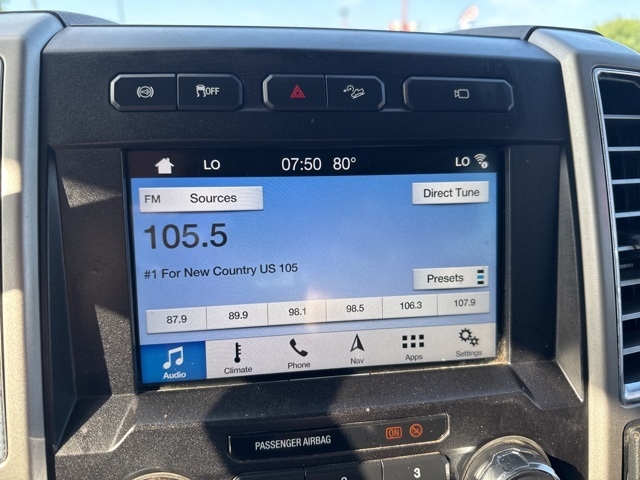 OFF
LO 07:50 80° LO
FM Sources Direct Tune
105.5
#1 For New Country US 105
Presets
87.9 89.9 98.1 98.5 106.3 107.9
Audio Climate Phone Nav Apps Settings
PASSENGER AIRBAG ON
2 3